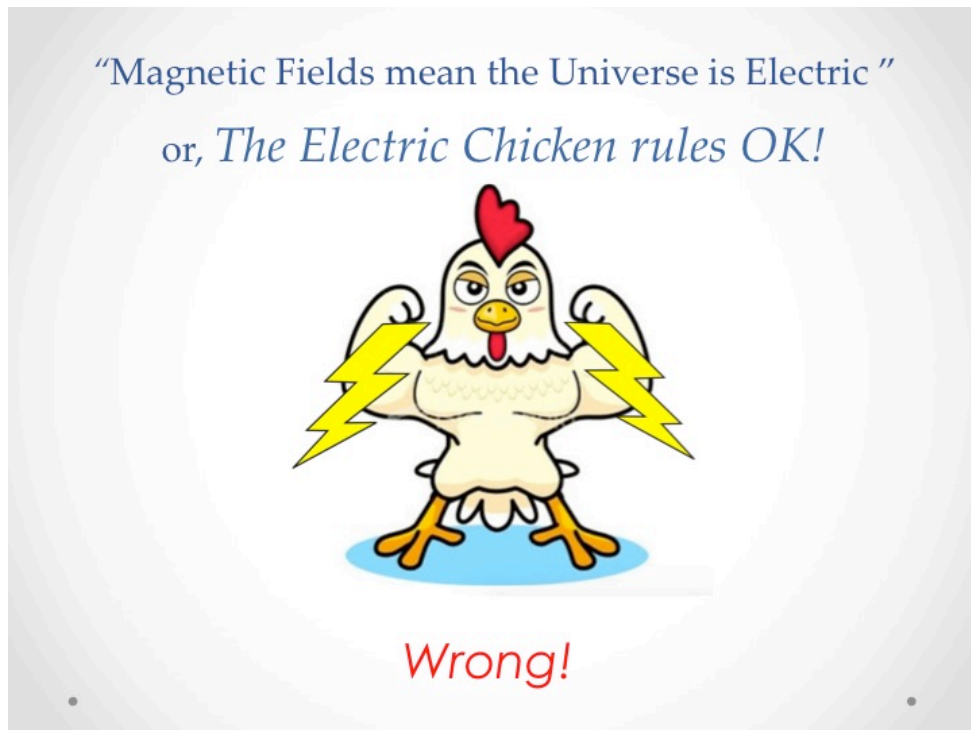 “Magnetic Fields mean the Universe is Electric ”
or, The Electric Chicken rules OK!
Wrong!